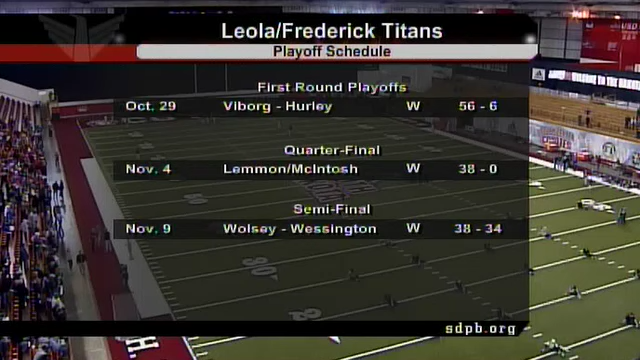 Leola/Frederick Titans
Playoff Schedule
First Round Playoffs
Oct. 29 Viborg - Hurley W 56 - 6
Quarter-Final
Nov. 4 Lemmon/McIntosh W 38 - 0
Semi-Final
Nov. 9 Wolsey - Wessington W 38 - 34
sdpb.org